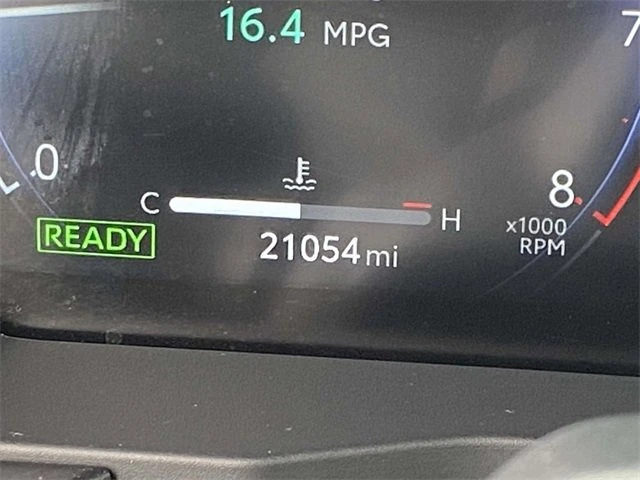 16.4 MPG
7
0
C H
8
x1000
RPM
READY
21054 mi